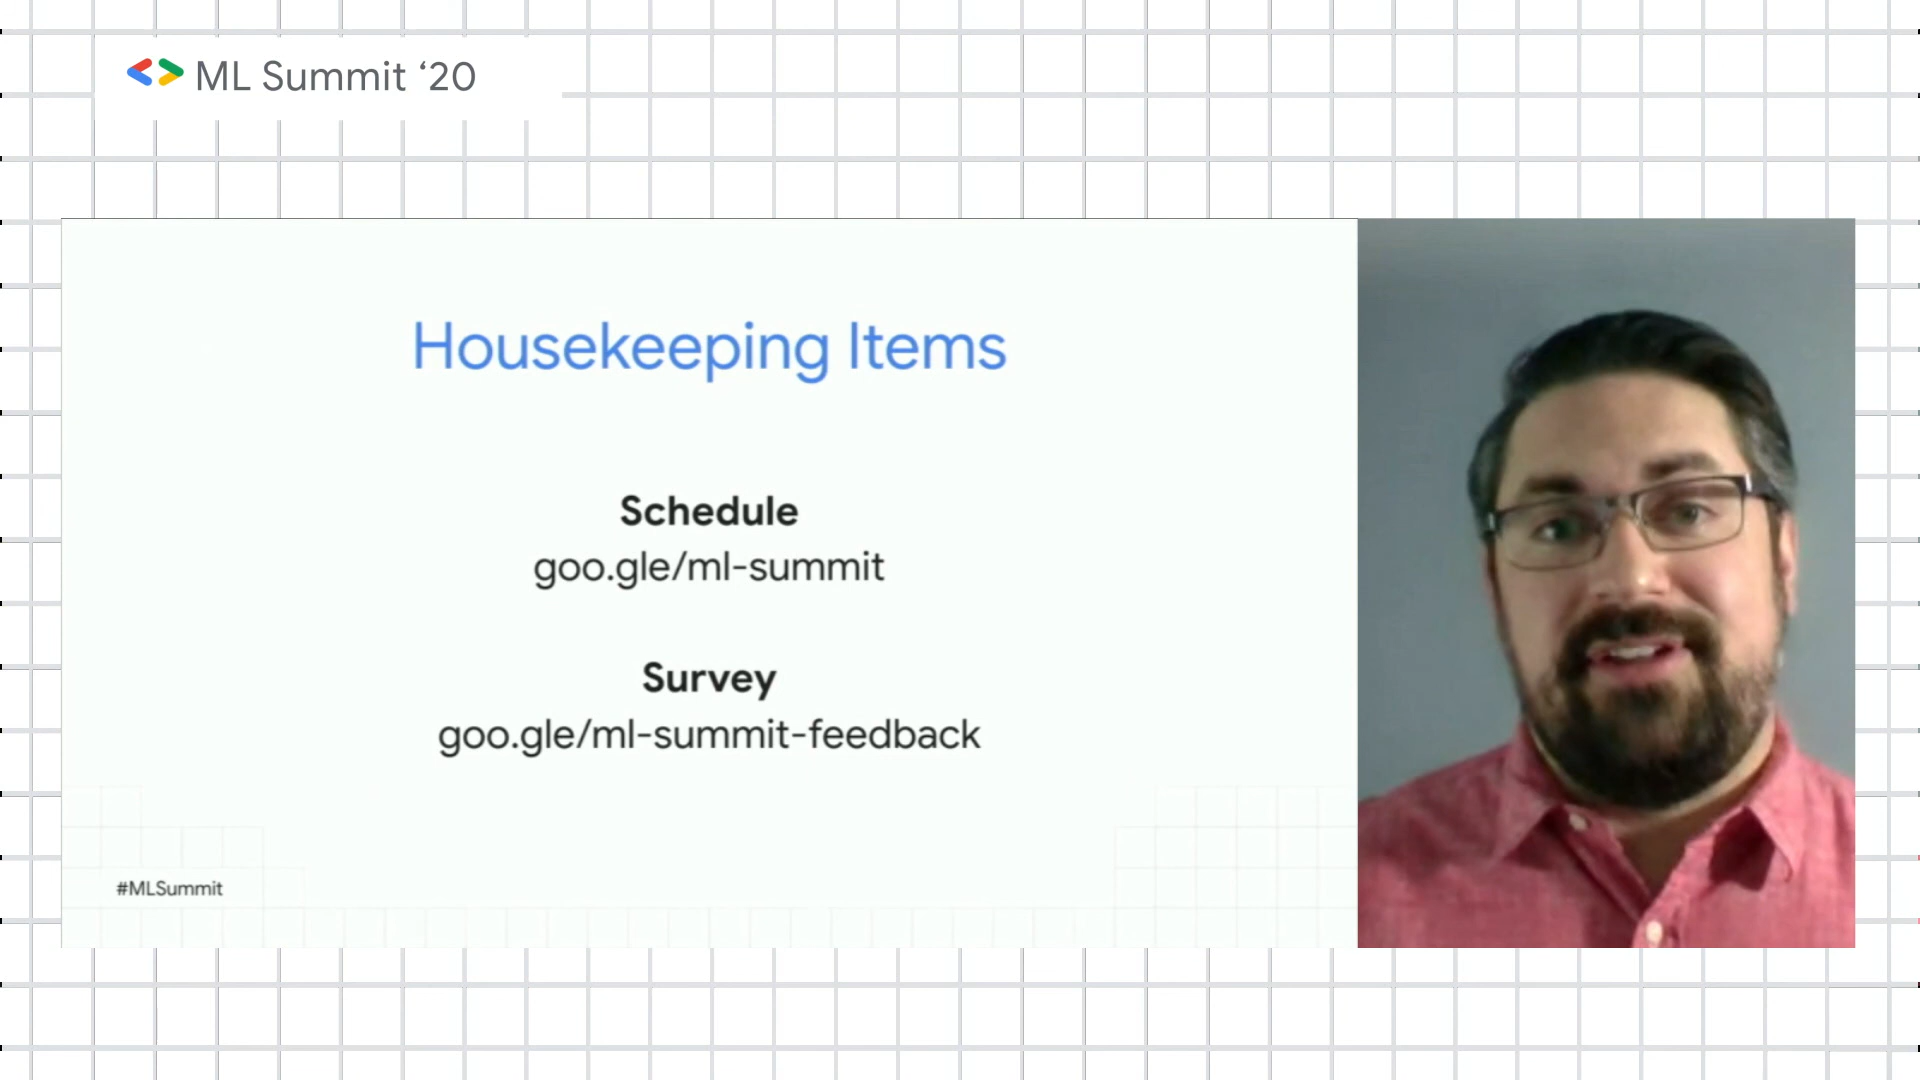 ML Summit ‘20
Housekeeping Items
Schedule
goo.gle/ml-summit
Survey
goo.gle/ml-summit-feedback
#MLSummit